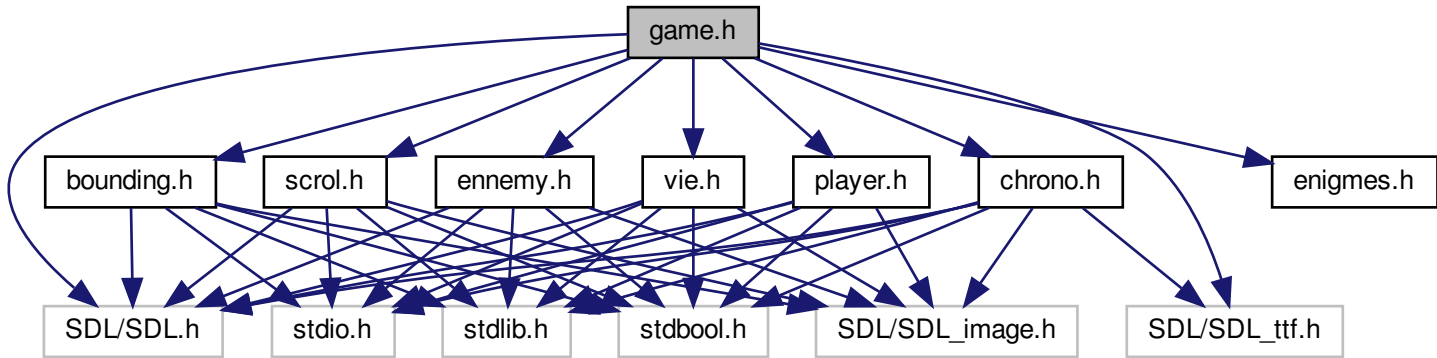 game.h
bounding.h
scrol.h
ennemy.h
vie.h
player.h
chrono.h
enigmes.h
SDL/SDL.h
stdio.h
stdlib.h
stdbool.h
SDL/SDL_image.h
SDL/SDL_ttf.h